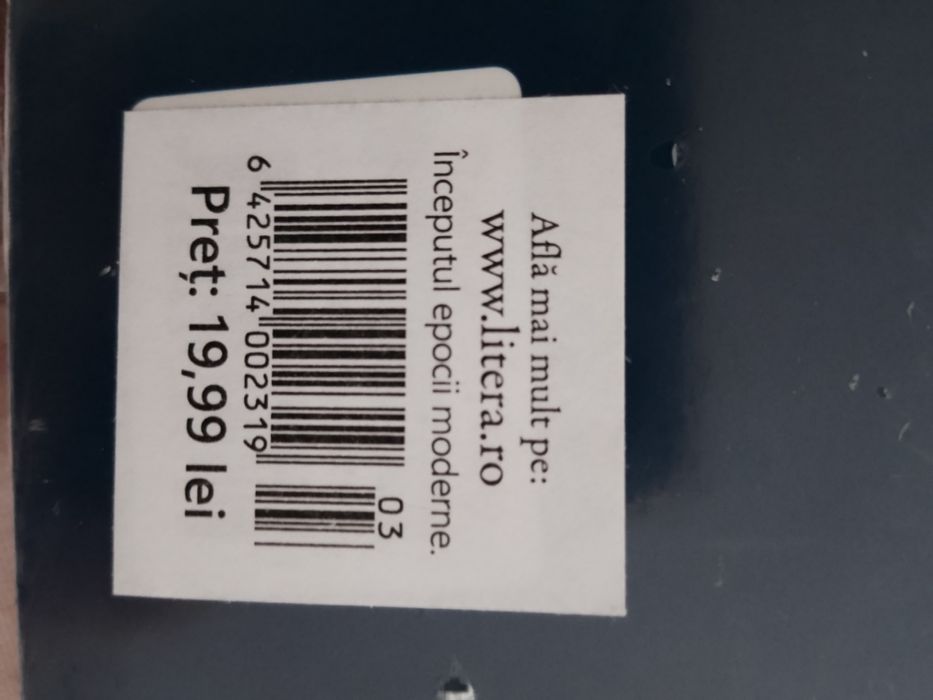 Află mai mult pe:
www.litera.ro
Începutul epocii moderne.
03
6 425714 002319
Preț: 19,99 lei